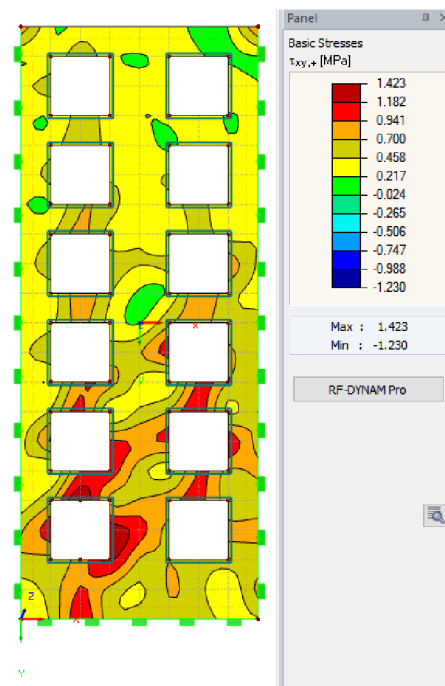 Panel
Basic Stresses
τxy,+ [MPa]
1.423
1.182
0.941
0.700
0.458
0.217
-0.024
-0.265
-0.506
-0.747
-0.988
-1.230
Max : 1.423
Min : -1.230
RF-DYNAM Pro
X
Z
X
Y